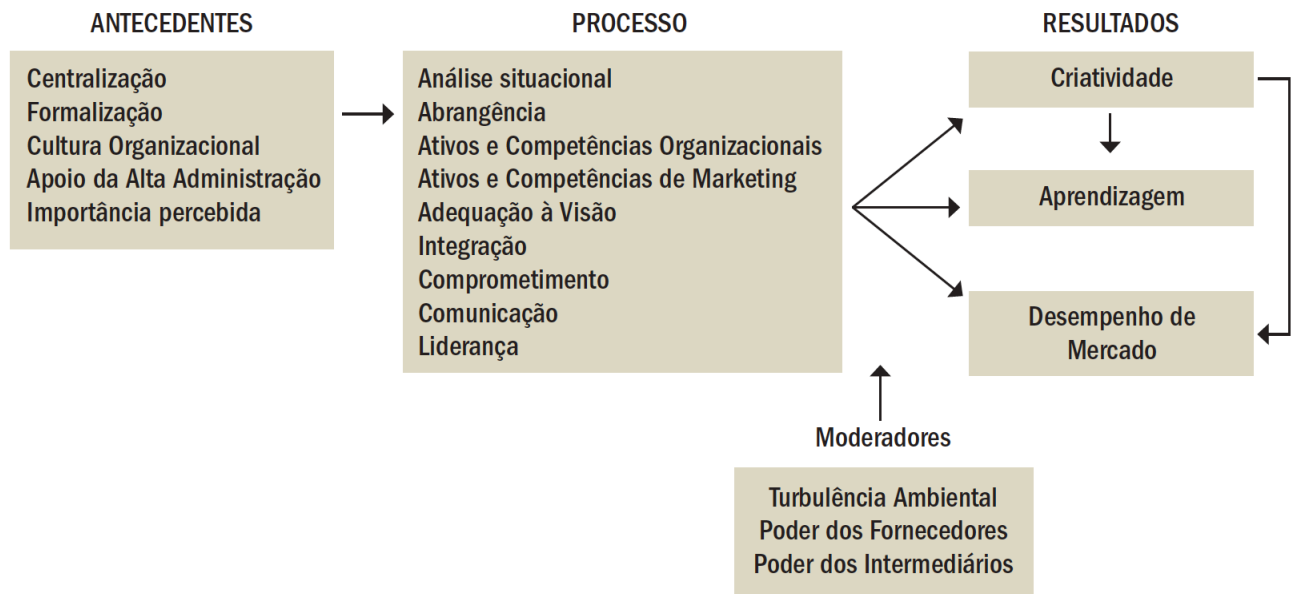 ANTECEDENTES
Centralização
Formalização
Cultura Organizacional
Apoio da Alta Administração
Importância percebida
PROCESSO
Análise situacional
Abrangência
Ativos e Competências Organizacionais
Ativos e Competências de Marketing
Adequação à Visão
Integração
Comprometimento
Comunicação
Liderança
RESULTADOS
Criatividade
Aprendizagem
Desempenho de
Mercado
Moderadores
Turbulência Ambiental
Poder dos Fornecedores
Poder dos Intermediários